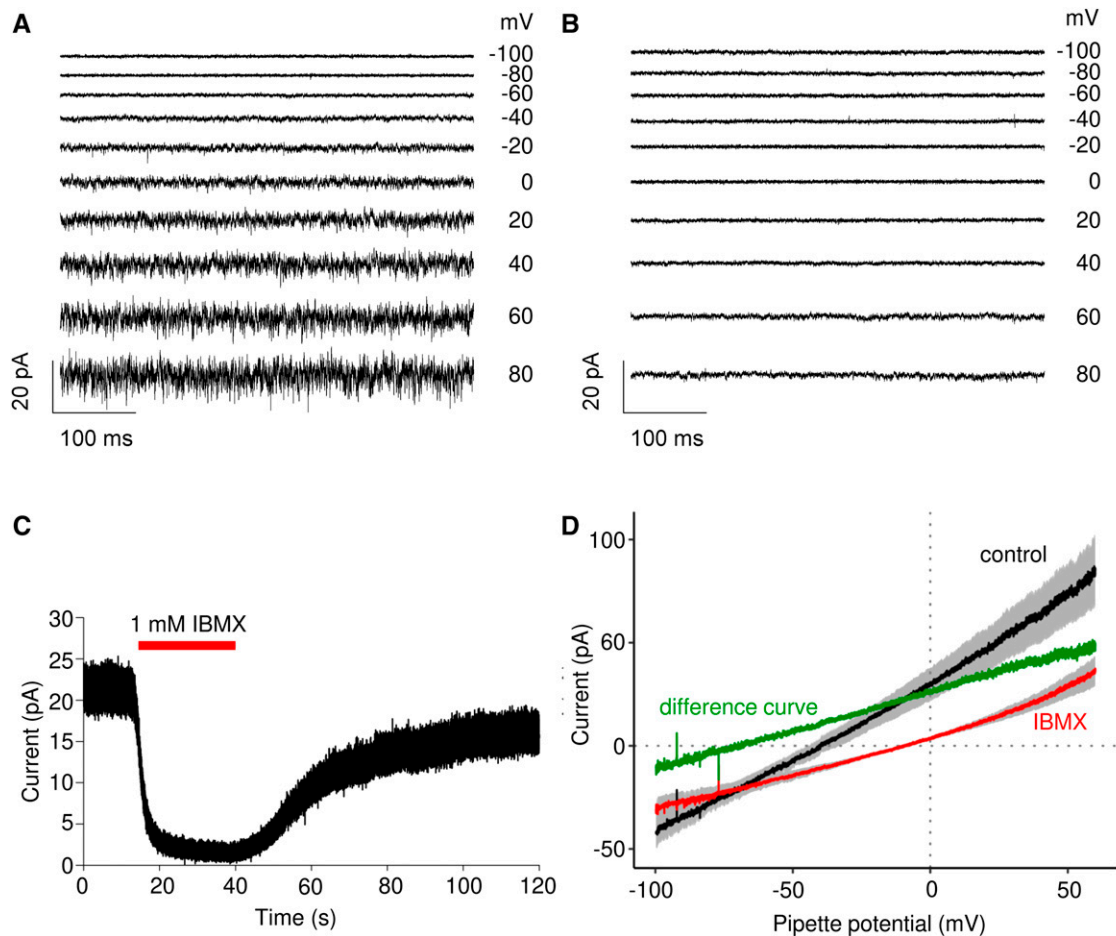 A
mV
-100
-80
-60
-40
-20
0
20
40
60
80
20 pA
100 ms
B
mV
-100
-80
-60
-40
-20
0
20
40
60
80
20 pA
100 ms
C
1 mM IBMX
30
25
20
15
10
5
0
Current (pA)
0 20 40 60 80 100 120
Time (s)
D
control
difference curve
IBMX
100
60
0
-50
Current (pA)
-100 -50 0 50
Pipette potential (mV)